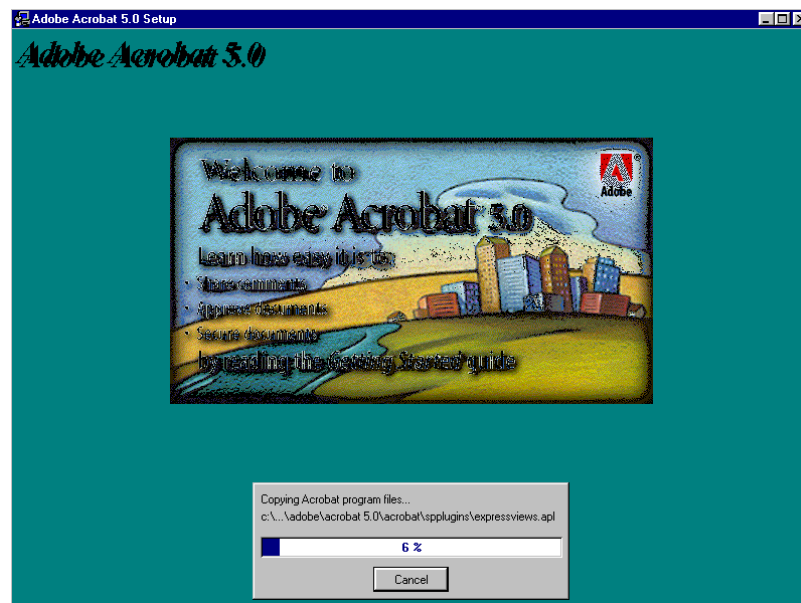 Adobe Acrobat 5.0 Setup
Adobe Acrobat 5.0
Welcome to
Adobe Acrobat 5.0
Learn how easy it is to:
• Share comments
• Approve documents
• Secure documents
by reading the Getting Started guide
Adobe
®
Copying Acrobat program files...
c:\...\adobe\acrobat 5.0\acrobat\spplugins\expressviews.apl
6 %
Cancel